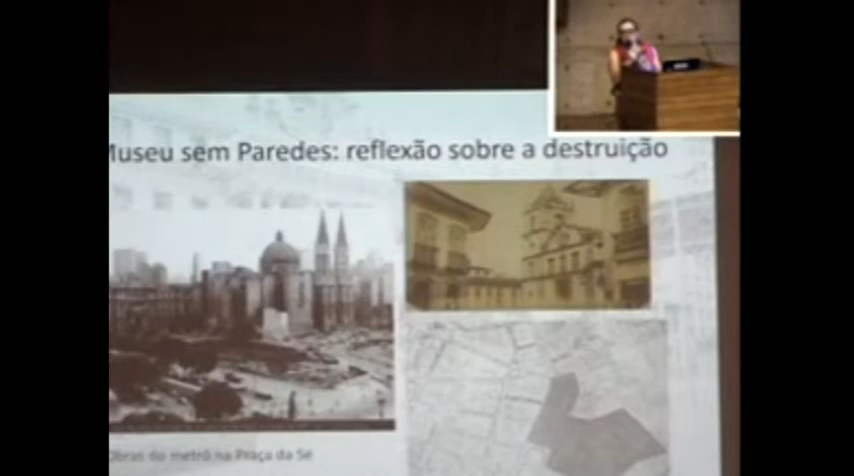 Museu sem Paredes: reflexão sobre a destruição
Obras do metrô na Praça da Sé